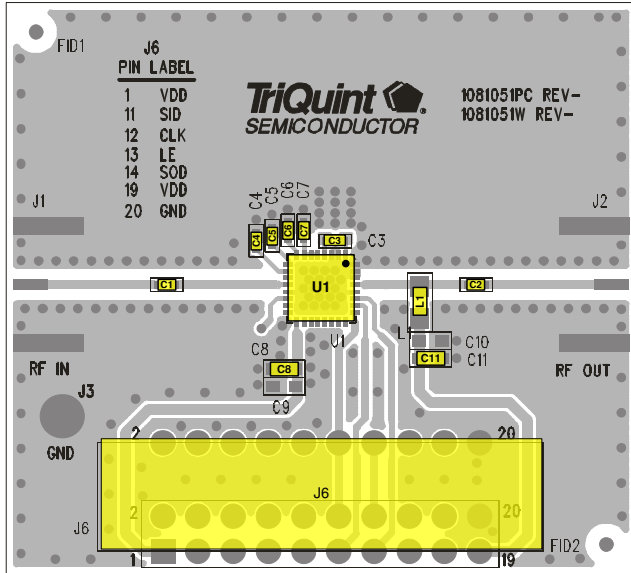 FID1
J6
PIN LABEL
1 VDD
11 SID
12 CLK
13 LE
14 SOD
19 VDD
20 GND
TriQuint
SEMICONDUCTOR
1081051PC REV-
1081051W REV-
J1
C4
C5
C6
C7
J2
C4
C5
C6
C7
C3
C3
C1
U1
L1
C2
L1
U1
C10
C11
C11
C8
C8
C9
RF IN
RF OUT
J3
GND
2
20
J6
2
20
J6
1
19
FID2